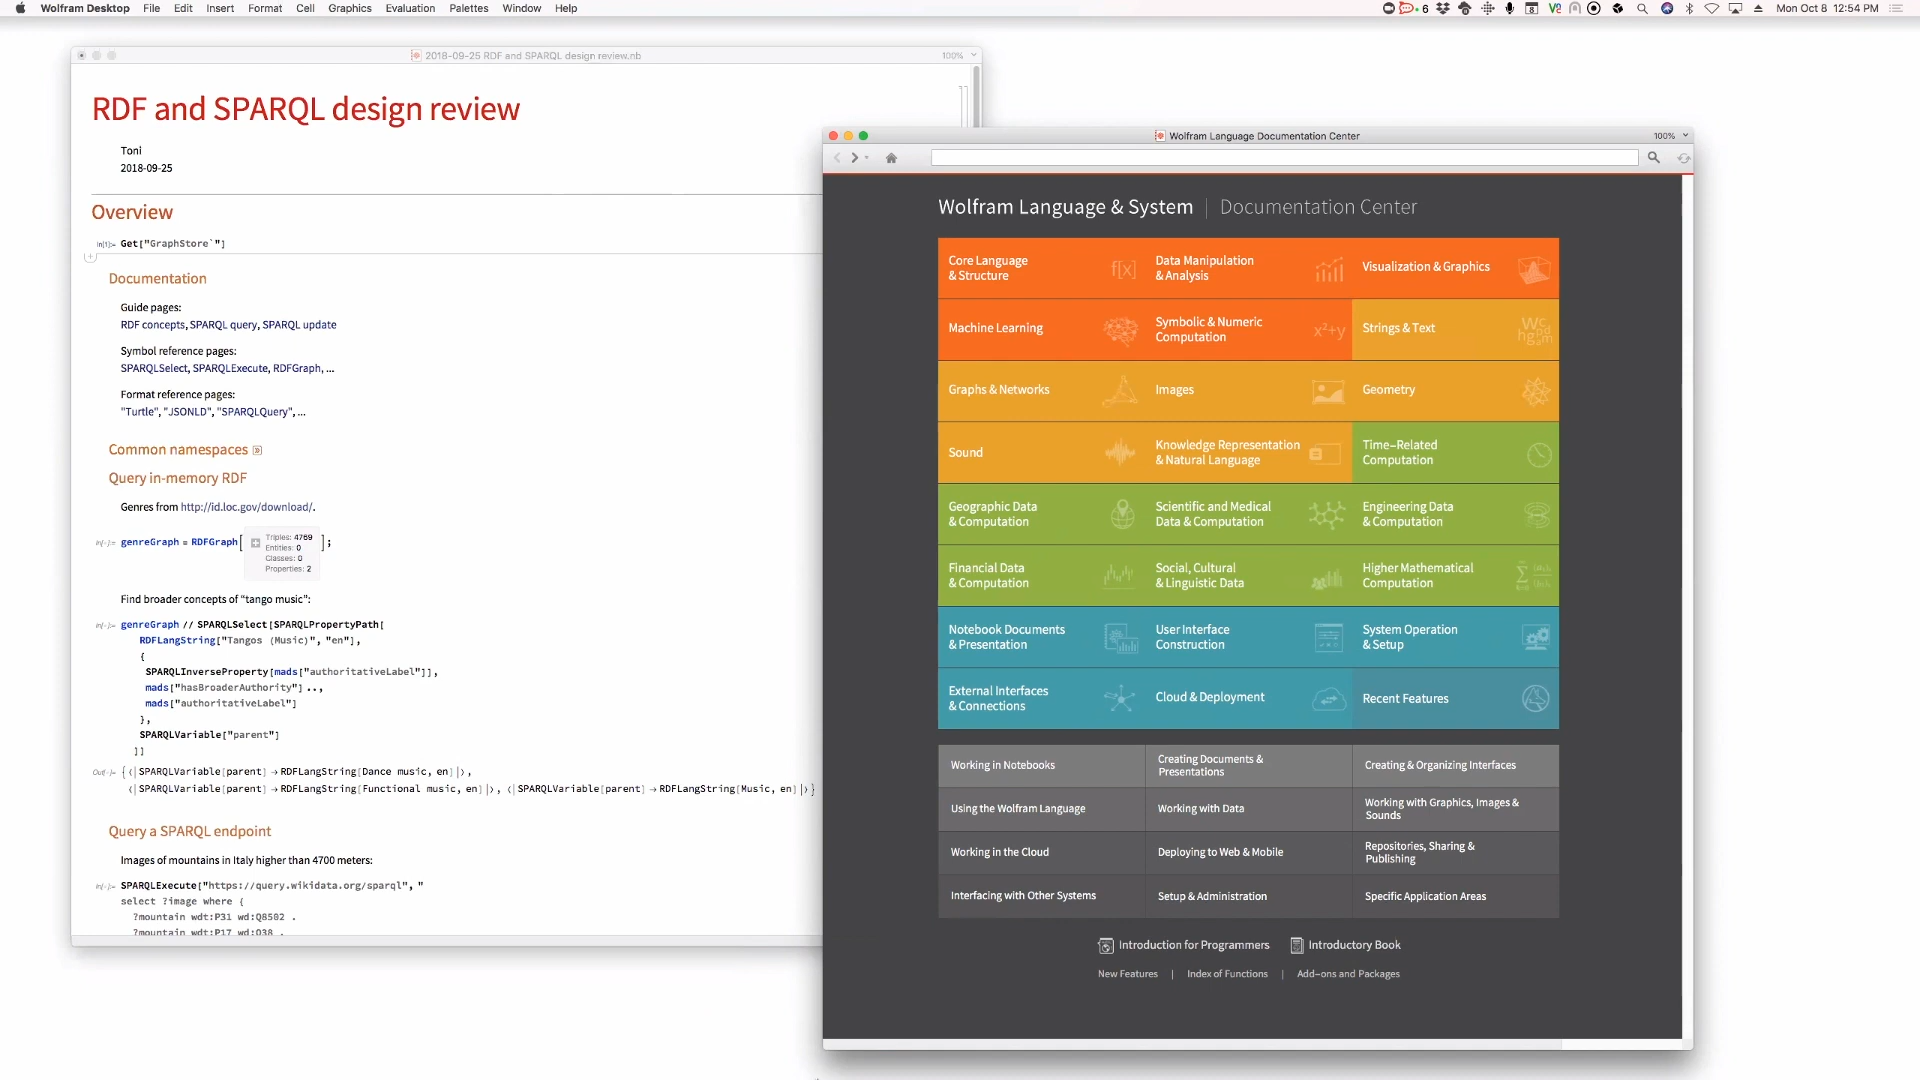 Wolfram Desktop File Edit Insert Format Cell Graphics Evaluation Palettes Window Help
6
Mon Oct 8 12:54 PM
2018-09-25 RDF and SPARQL design review.nb
100%
RDF and SPARQL design review
Toni
2018-09-25
Overview
In[1]:= Get["GraphStore`"]
Documentation
Guide pages:
RDF concepts, SPARQL query, SPARQL update
Symbol reference pages:
SPARQLSelect, SPARQLExecute, RDFGraph, ...
Format reference pages:
"Turtle", "JSONLD", "SPARQLQuery", ...
Common namespaces
Query in-memory RDF
Genres from http://id.loc.gov/download/.
In[-]:= genreGraph = RDFGraph[
Triples: 4769
Entities: 0
Classes: 0
Properties: 2
];
Find broader concepts of “tango music”:
In[-]:= genreGraph // SPARQLSelect[SPARQLPropertyPath[
RDFLangString["Tangos (Music)", "en"],
{
SPARQLInverseProperty[mads["authoritativeLabel"]],
mads["hasBroaderAuthority"] ..,
mads["authoritativeLabel"]
},
SPARQLVariable["parent"]
]]
Out[-]= {<|SPARQLVariable[parent] → RDFLangString[Dance music, en]|>,
<|SPARQLVariable[parent] → RDFLangString[Functional music, en]|>, <|SPARQLVariable[parent] → RDFLangString[Music, en]|>}
Query a SPARQL endpoint
Images of mountains in Italy higher than 4700 meters:
In[-]:= SPARQLExecute["https://query.wikidata.org/sparql", "
select ?image where {
?mountain wdt:P31 wd:Q8502 .
?mountain wdt:P17 wd:Q38 .
Wolfram Language Documentation Center
100%
Wolfram Language & System | Documentation Center
Core Language
& Structure
f[x]
Data Manipulation
& Analysis
Visualization & Graphics
Machine Learning
Symbolic & Numeric
Computation
x²+y
Strings & Text
Graphs & Networks
Images
Geometry
Sound
Knowledge Representation
& Natural Language
Time-Related
Computation
Geographic Data
& Computation
Scientific and Medical
Data & Computation
Engineering Data
& Computation
Financial Data
& Computation
Social, Cultural
& Linguistic Data
Higher Mathematical
Computation
Notebook Documents
& Presentation
User Interface
Construction
System Operation
& Setup
External Interfaces
& Connections
Cloud & Deployment
Recent Features
Working in Notebooks
Creating Documents &
Presentations
Creating & Organizing Interfaces
Using the Wolfram Language
Working with Data
Working with Graphics, Images &
Sounds
Working in the Cloud
Deploying to Web & Mobile
Repositories, Sharing &
Publishing
Interfacing with Other Systems
Setup & Administration
Specific Application Areas
Introduction for Programmers
Introductory Book
New Features | Index of Functions | Add-ons and Packages